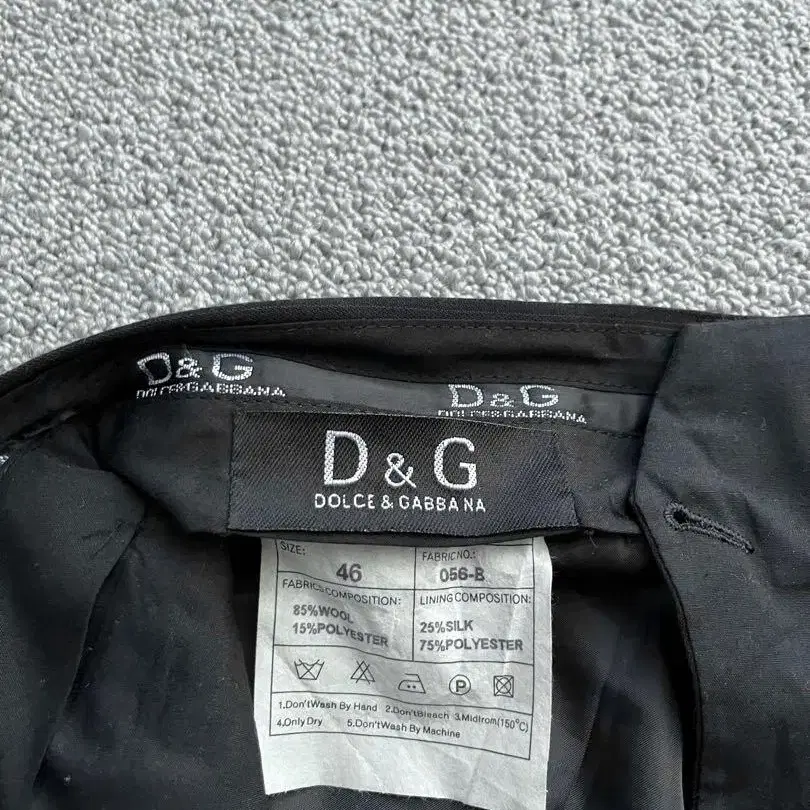 D&G
DOLCE&GABBANA
D&G
DOLCE&GABBANA
D & G
DOLCE & GABBANA
SIZE:
46
FABRICNO.:
056-B
FABRICSCOMPOSITION:
85%WOOL
15%POLYESTER
LINING COMPOSITION:
25%SILK
75%POLYESTER
P
1.Don'tWash By Hand 2.Don'tBleach 3.Midlrom(150°C)
4.Only Dry 5.Don'tWash By Machine